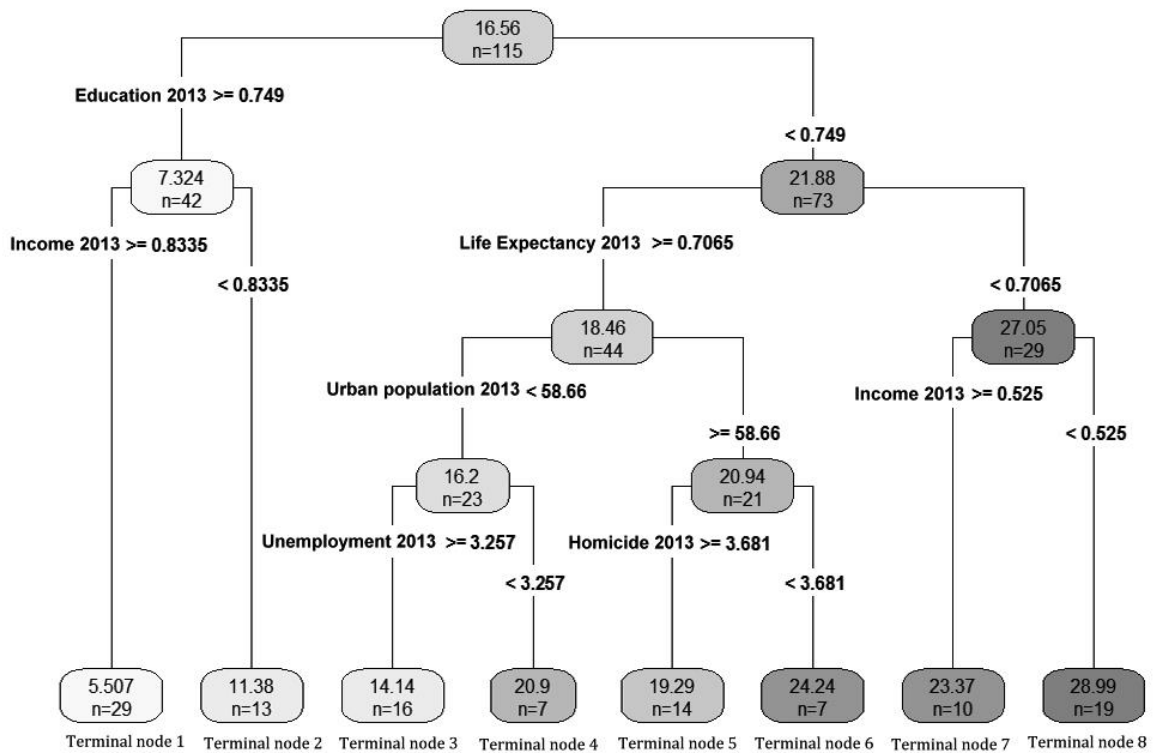 16.56
n=115
Education 2013 >= 0.749
< 0.749
7.324
n=42
21.88
n=73
Income 2013 >= 0.8335
< 0.8335
Life Expectancy 2013 >= 0.7065
< 0.7065
18.46
n=44
27.05
n=29
Urban population 2013 < 58.66
>= 58.66
Income 2013 >= 0.525
< 0.525
16.2
n=23
20.94
n=21
Unemployment 2013 >= 3.257
< 3.257
Homicide 2013 >= 3.681
< 3.681
5.507
n=29
11.38
n=13
14.14
n=16
20.9
n=7
19.29
n=14
24.24
n=7
23.37
n=10
28.99
n=19
Terminal node 1
Terminal node 2
Terminal node 3
Terminal node 4
Terminal node 5
Terminal node 6
Terminal node 7
Terminal node 8